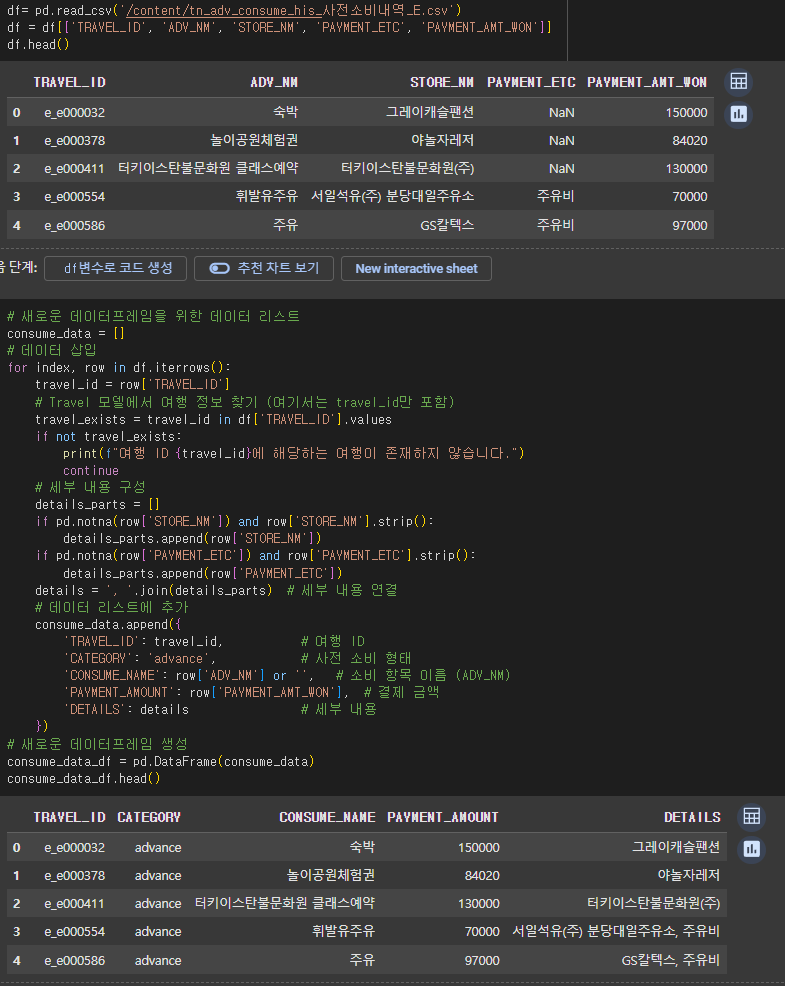 df= pd.read_csv('/content/tn_adv_consume_his_사전소비내역_E.csv')
df = df[['TRAVEL_ID', 'ADV_NM', 'STORE_NM', 'PAYMENT_ETC', 'PAYMENT_AMT_WON']]
df.head()
TRAVEL_ID ADV_NM STORE_NM PAYMENT_ETC PAYMENT_AMT_WON
0 e_e000032 숙박 그레이캐슬팬션 NaN 150000
1 e_e000378 놀이공원체험권 야놀자레저 NaN 84020
2 e_e000411 터키이스탄불문화원 클래스예약 터키이스탄불문화원(주) NaN 130000
3 e_e000554 휘발유주유 서일석유(주) 분당대일주유소 주유비 70000
4 e_e000586 주유 GS칼텍스 주유비 97000
음 단계: df변수로 코드 생성 추천 차트 보기 New interactive sheet
# 새로운 데이터프레임을 위한 데이터 리스트
consume_data = []
# 데이터 삽입
for index, row in df.iterrows():
travel_id = row['TRAVEL_ID']
# Travel 모델에서 여행 정보 찾기 (여기서는 travel_id만 포함)
travel_exists = travel_id in df['TRAVEL_ID'].values
if not travel_exists:
print(f"여행 ID {travel_id}에 해당하는 여행이 존재하지 않습니다.")
continue
# 세부 내용 구성
details_parts = []
if pd.notna(row['STORE_NM']) and row['STORE_NM'].strip():
details_parts.append(row['STORE_NM'])
if pd.notna(row['PAYMENT_ETC']) and row['PAYMENT_ETC'].strip():
details_parts.append(row['PAYMENT_ETC'])
details = ', '.join(details_parts) # 세부 내용 연결
# 데이터 리스트에 추가
consume_data.append({
'TRAVEL_ID': travel_id, # 여행 ID
'CATEGORY': 'advance', # 사전 소비 형태
'CONSUME_NAME': row['ADV_NM'] or '', # 소비 항목 이름 (ADV_NM)
'PAYMENT_AMOUNT': row['PAYMENT_AMT_WON'], # 결제 금액
'DETAILS': details # 세부 내용
})
# 새로운 데이터프레임 생성
consume_data_df = pd.DataFrame(consume_data)
consume_data_df.head()
TRAVEL_ID CATEGORY CONSUME_NAME PAYMENT_AMOUNT DETAILS
0 e_e000032 advance 숙박 150000 그레이캐슬팬션
1 e_e000378 advance 놀이공원체험권 84020 야놀자레저
2 e_e000411 advance 터키이스탄불문화원 클래스예약 130000 터키이스탄불문화원(주)
3 e_e000554 advance 휘발유주유 70000 서일석유(주) 분당대일주유소, 주유비
4 e_e000586 advance 주유 97000 GS칼텍스, 주유비